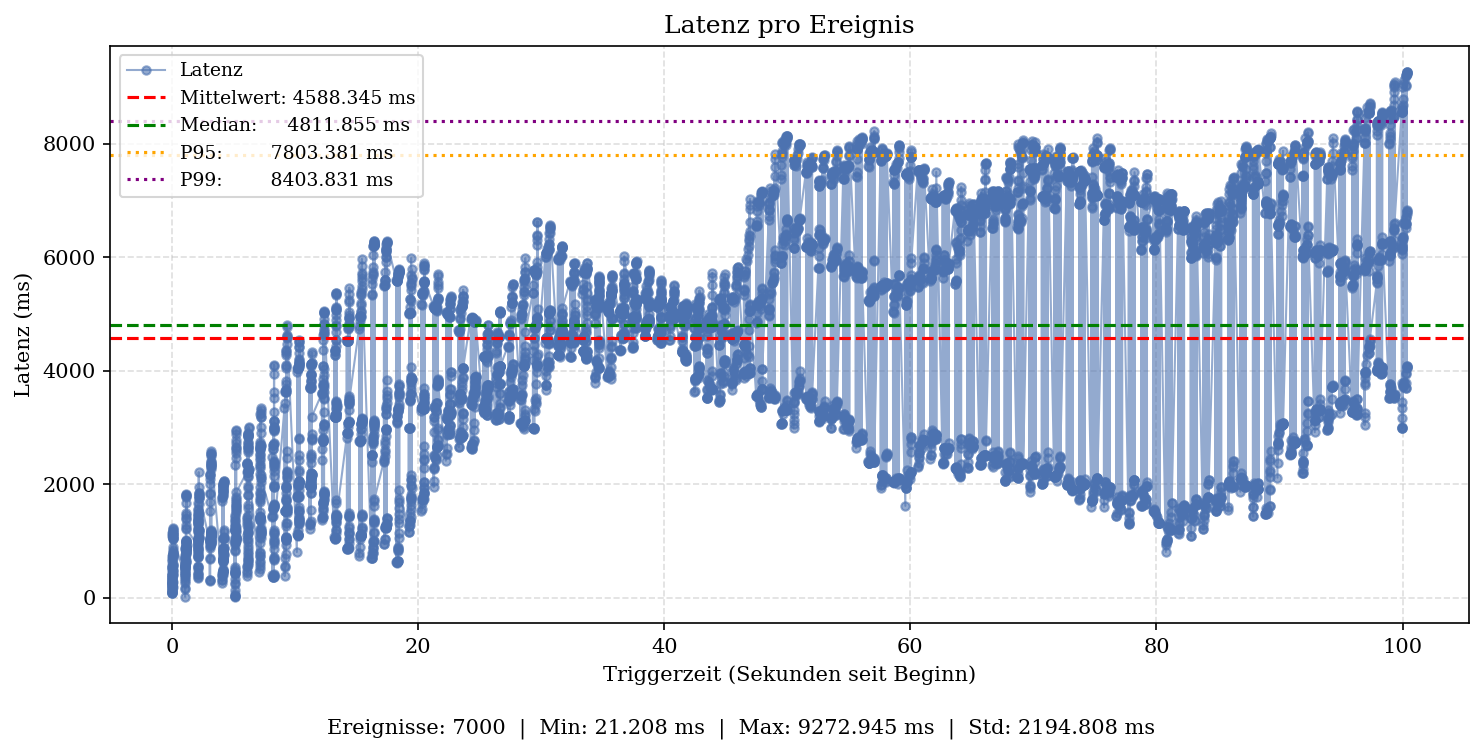 Latenz pro Ereignis
Latenz
Mittelwert: 4588.345 ms
Median: 4811.855 ms
P95: 7803.381 ms
P99: 8403.831 ms
Latenz (ms)
8000
6000
4000
2000
0
0 20 40 60 80 100
Triggerzeit (Sekunden seit Beginn)
Ereignisse: 7000 | Min: 21.208 ms | Max: 9272.945 ms | Std: 2194.808 ms